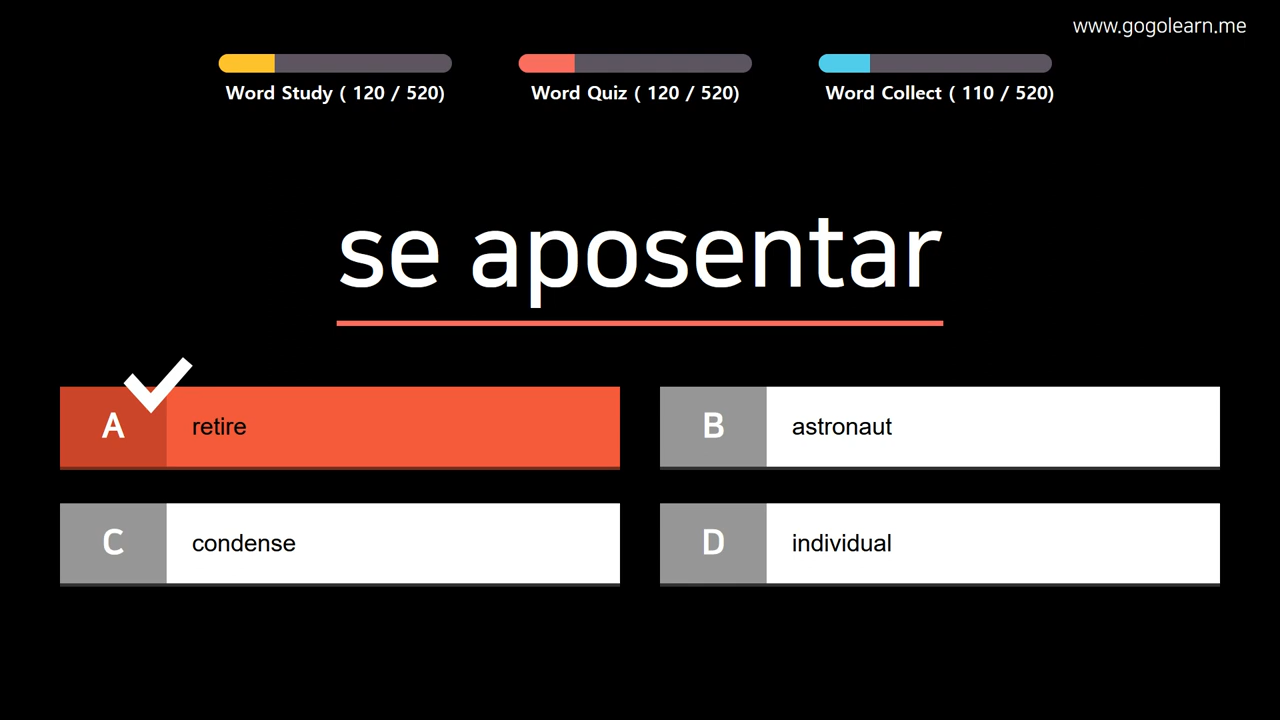 www.gogolearn.me
Word Study ( 120 / 520)
Word Quiz ( 120 / 520)
Word Collect ( 110 / 520)
se aposentar
A retire
B astronaut
C condense
D individual